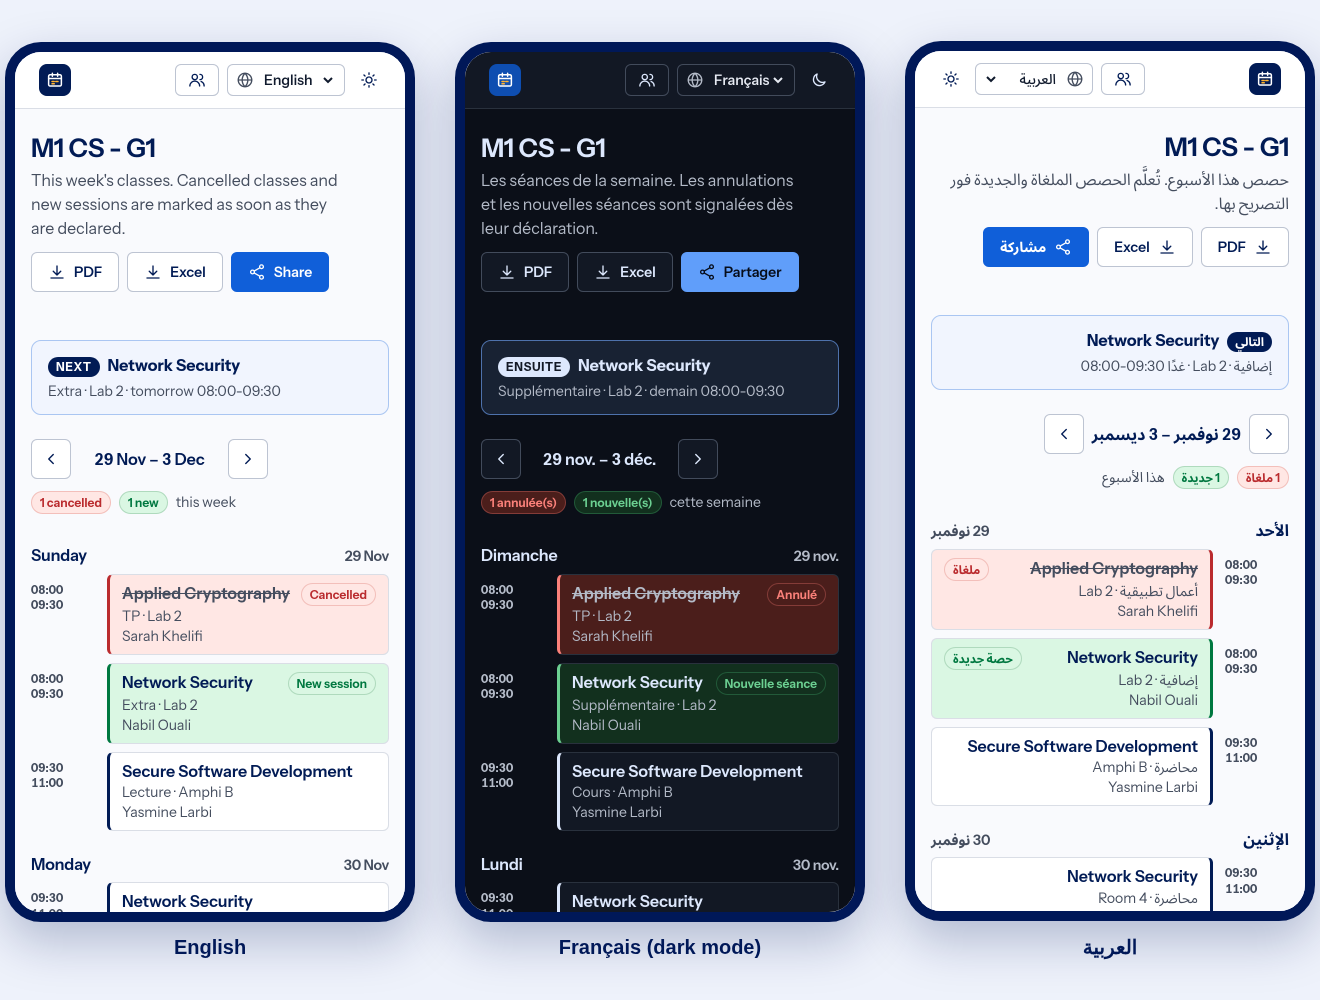 English
M1 CS - G1
This week's classes. Cancelled classes and
new sessions are marked as soon as they
are declared.
PDF
Excel
Share
NEXT Network Security
Extra · Lab 2 · tomorrow 08:00-09:30
29 Nov – 3 Dec
1 cancelled 1 new this week
Sunday 29 Nov
08:00
09:30
Applied Cryptography Cancelled
TP · Lab 2
Sarah Khelifi
08:00
09:30
Network Security New session
Extra · Lab 2
Nabil Ouali
09:30
11:00
Secure Software Development
Lecture · Amphi B
Yasmine Larbi
Monday 30 Nov
09:30
11:00
Network Security
English
Français
M1 CS - G1
Les séances de la semaine. Les annulations
et les nouvelles séances sont signalées dès
leur déclaration.
PDF
Excel
Partager
ENSUITE Network Security
Supplémentaire · Lab 2 · demain 08:00-09:30
29 nov. – 3 déc.
1 annulée(s) 1 nouvelle(s) cette semaine
Dimanche 29 nov.
08:00
09:30
Applied Cryptography Annulé
TP · Lab 2
Sarah Khelifi
08:00
09:30
Network Security Nouvelle séance
Supplémentaire · Lab 2
Nabil Ouali
09:30
11:00
Secure Software Development
Cours · Amphi B
Yasmine Larbi
Lundi 30 nov.
09:30
11:00
Network Security
Français (dark mode)
العربية
M1 CS - G1
حصص هذا الأسبوع. تُعلَّم الحصص الملغاة والجديدة فور
التصريح بها.
PDF
Excel
مشاركة
التالي Network Security
إضافية · Lab 2 · غدًا 08:00-09:30
29 نوفمبر – 3 ديسمبر
1 ملغاة 1 جديدة هذا الأسبوع
الأحد 29 نوفمبر
08:00
09:30
Applied Cryptography ملغاة
أعمال تطبيقية · Lab 2
Sarah Khelifi
08:00
09:30
Network Security حصة جديدة
إضافية · Lab 2
Nabil Ouali
09:30
11:00
Secure Software Development
محاضرة · Amphi B
Yasmine Larbi
الإثنين 30 نوفمبر
09:30
11:00
Network Security
محاضرة · Room 4
العربية